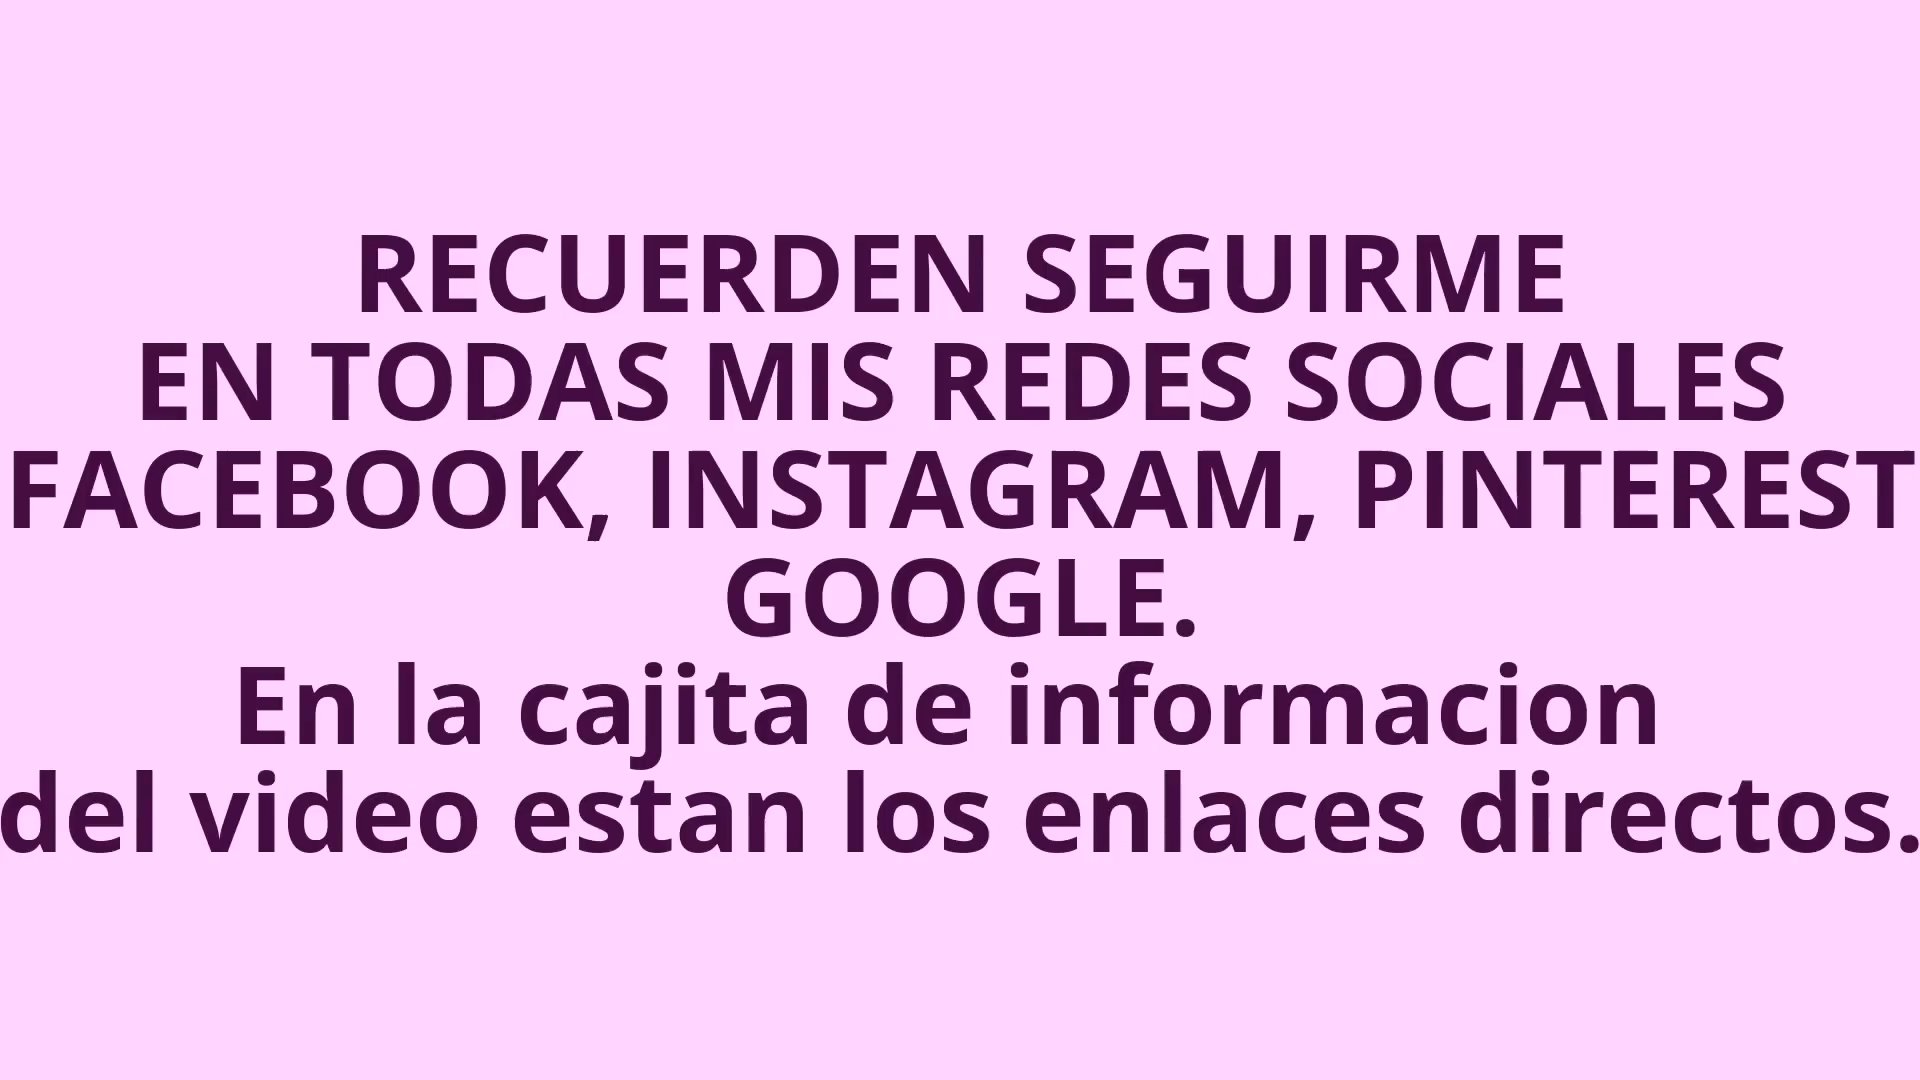 RECUERDEN SEGUIRME
EN TODAS MIS REDES SOCIALES
FACEBOOK, INSTAGRAM, PINTEREST
GOOGLE.
En la cajita de informacion
del video estan los enlaces directos.